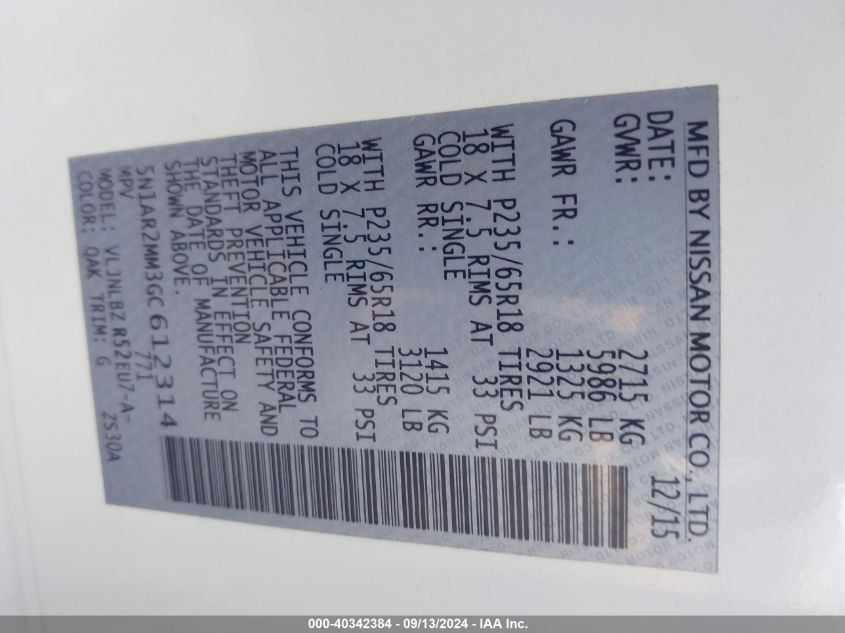 MFD BY NISSAN MOTOR CO., LTD.
DATE: 12/15
GVWR: 2715 KG
5986 LB
GAWR FR.: 1325 KG
2921 LB
WITH P235/65R18 TIRES
18 X 7.5 RIMS AT 33 PSI
COLD SINGLE
GAWR RR.: 1415 KG
3120 LB
WITH P235/65R18 TIRES
18 X 7.5 RIMS AT 33 PSI
COLD SINGLE
THIS VEHICLE CONFORMS TO
ALL APPLICABLE FEDERAL
MOTOR VEHICLE SAFETY AND
THEFT PREVENTION
STANDARDS IN EFFECT ON
THE DATE OF MANUFACTURE
SHOWN ABOVE.
5N1AR2MM3GC612314
MPV 771
MODEL: VLJNLBZ R52EU7-A-
COLOR: QAK TRIM: G ZS30A
000-40342384 - 09/13/2024 - IAA Inc.